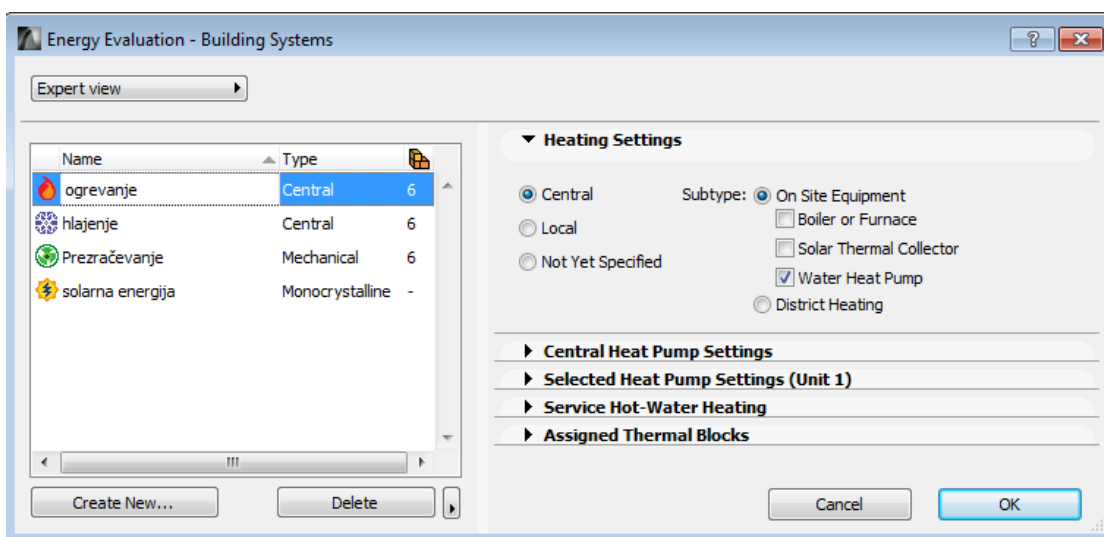 Energy Evaluation - Building Systems
Expert view
Name Type
ogrevanje Central 6
hlajenje Central 6
Prezračevanje Mechanical 6
solarna energija Monocrystalline -
Create New... Delete
Heating Settings
Central Subtype: On Site Equipment
Boiler or Furnace
Local
Solar Thermal Collector
Not Yet Specified
Water Heat Pump
District Heating
Central Heat Pump Settings
Selected Heat Pump Settings (Unit 1)
Service Hot-Water Heating
Assigned Thermal Blocks
Cancel OK